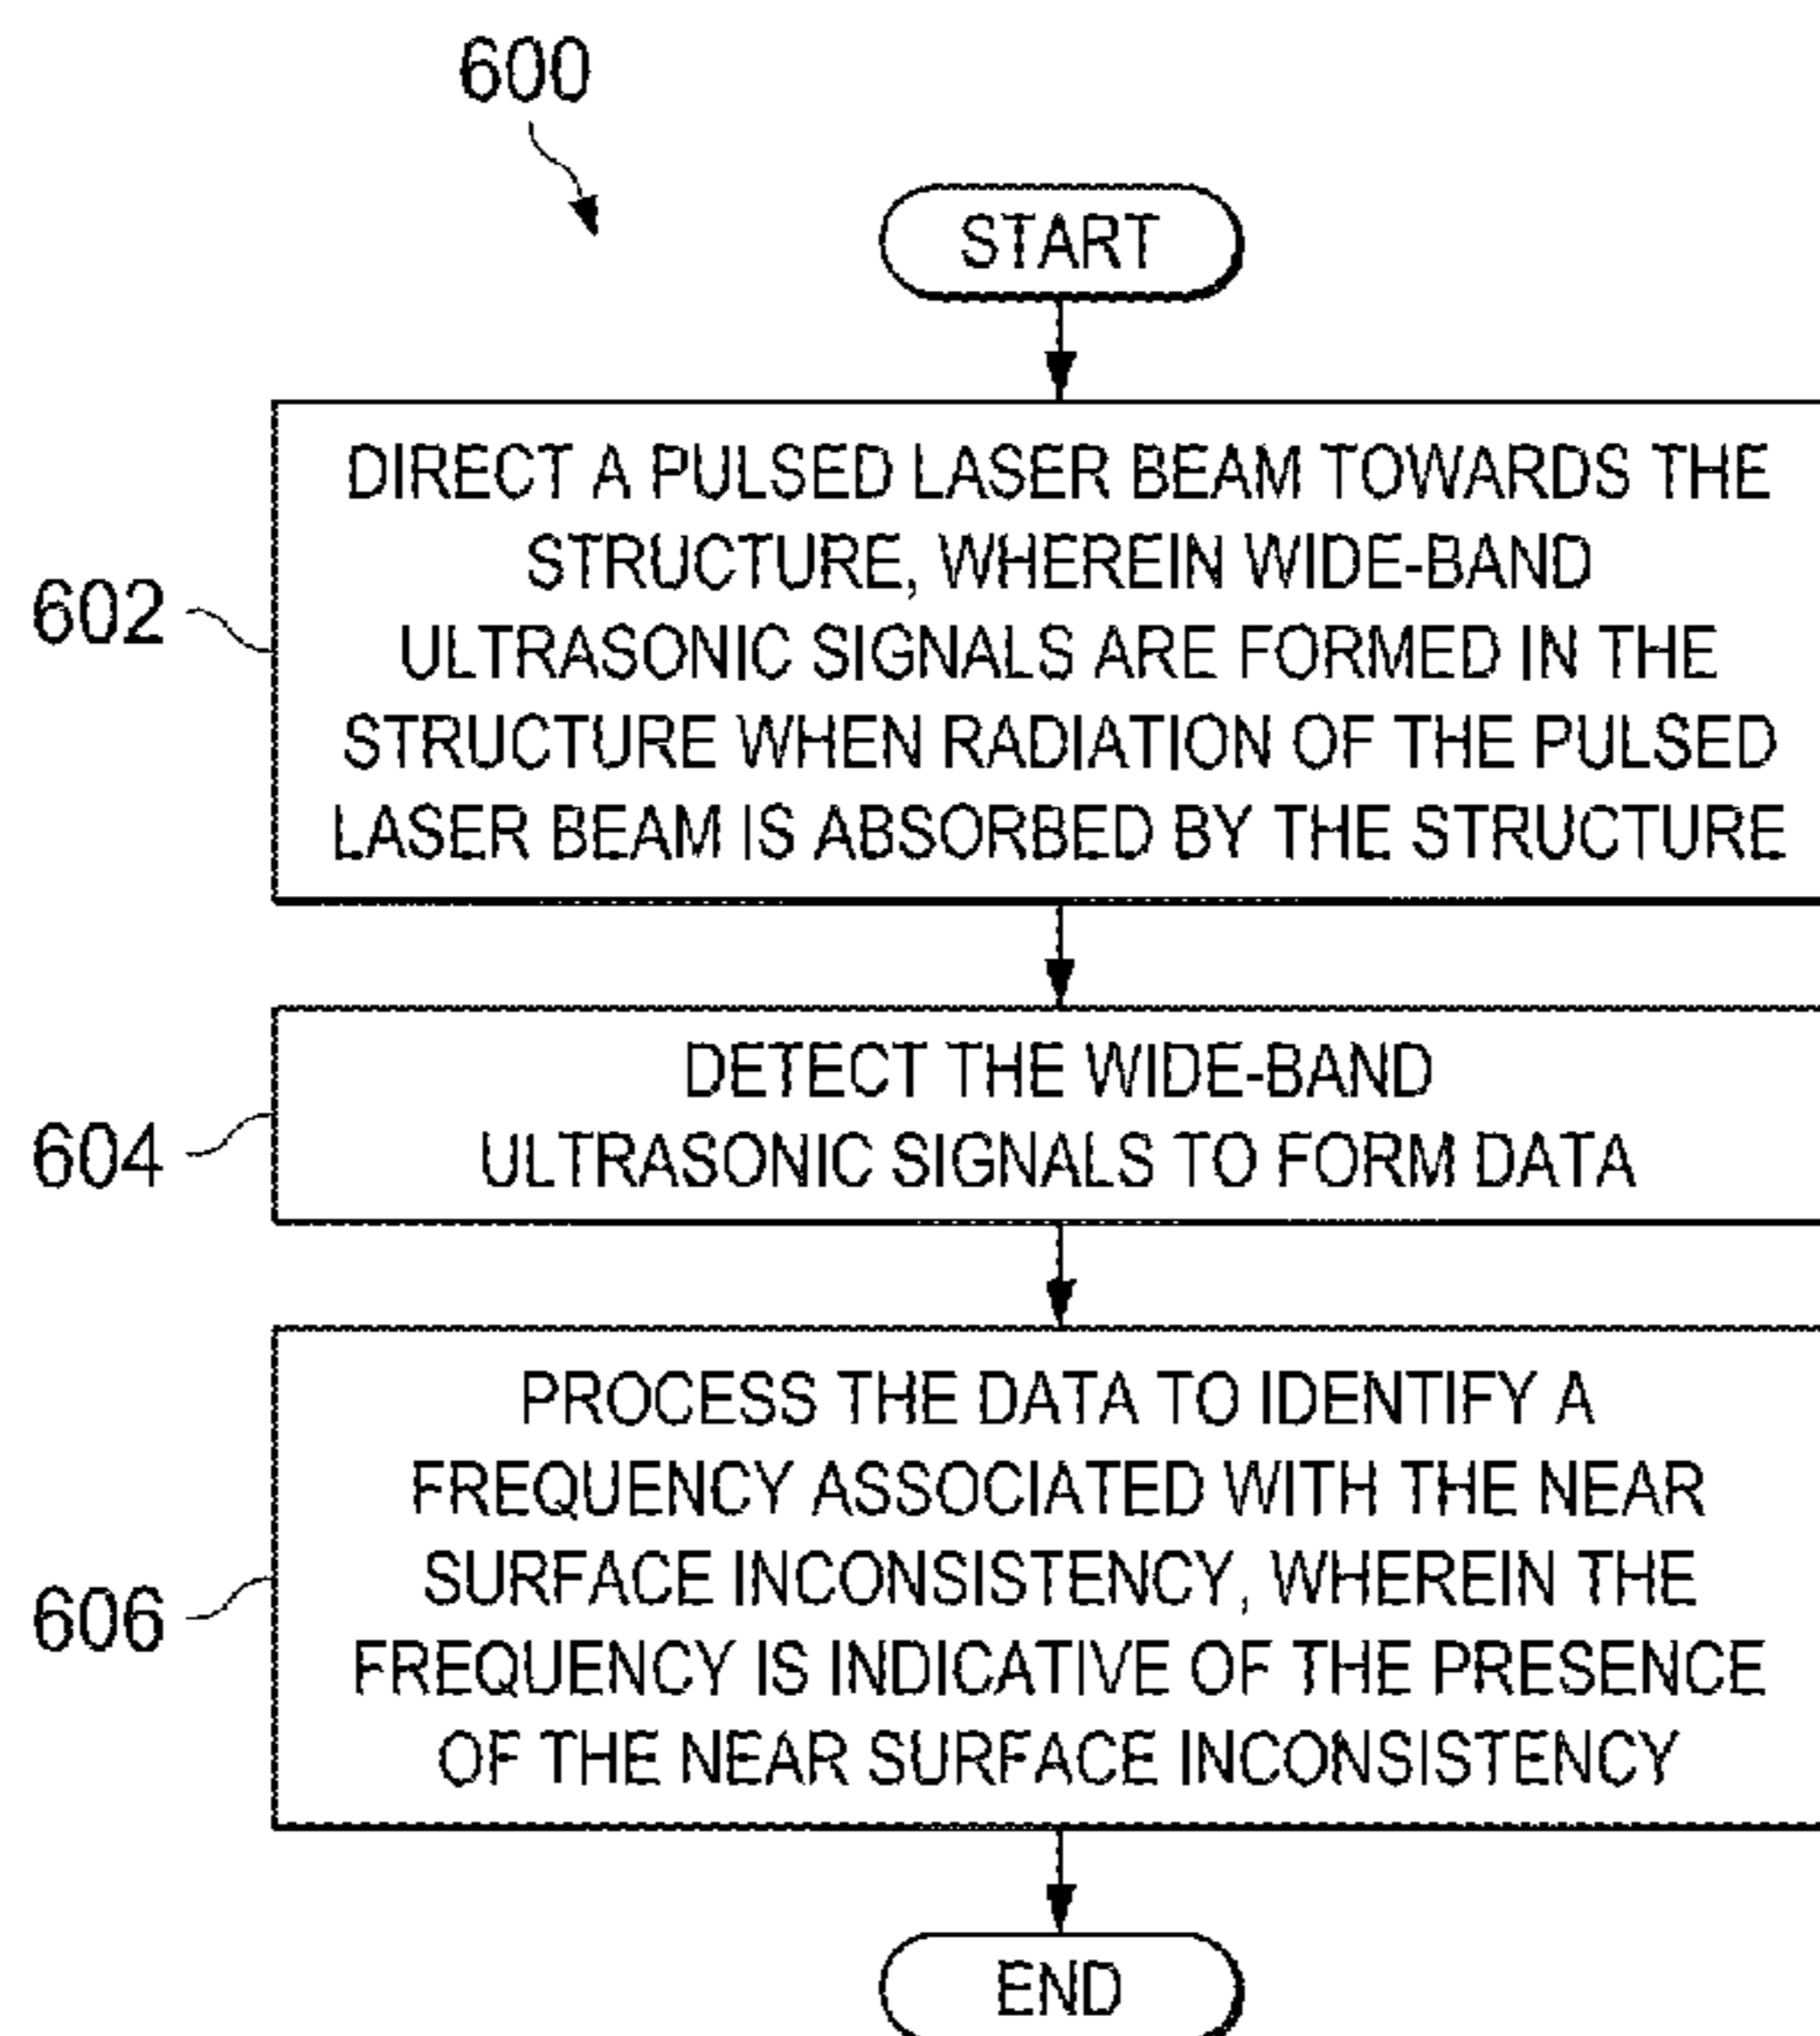 600
START
602
DIRECT A PULSED LASER BEAM TOWARDS THE
STRUCTURE, WHEREIN WIDE-BAND
ULTRASONIC SIGNALS ARE FORMED IN THE
STRUCTURE WHEN RADIATION OF THE PULSED
LASER BEAM IS ABSORBED BY THE STRUCTURE
604
DETECT THE WIDE-BAND
ULTRASONIC SIGNALS TO FORM DATA
606
PROCESS THE DATA TO IDENTIFY A
FREQUENCY ASSOCIATED WITH THE NEAR
SURFACE INCONSISTENCY, WHEREIN THE
FREQUENCY IS INDICATIVE OF THE PRESENCE
OF THE NEAR SURFACE INCONSISTENCY
END